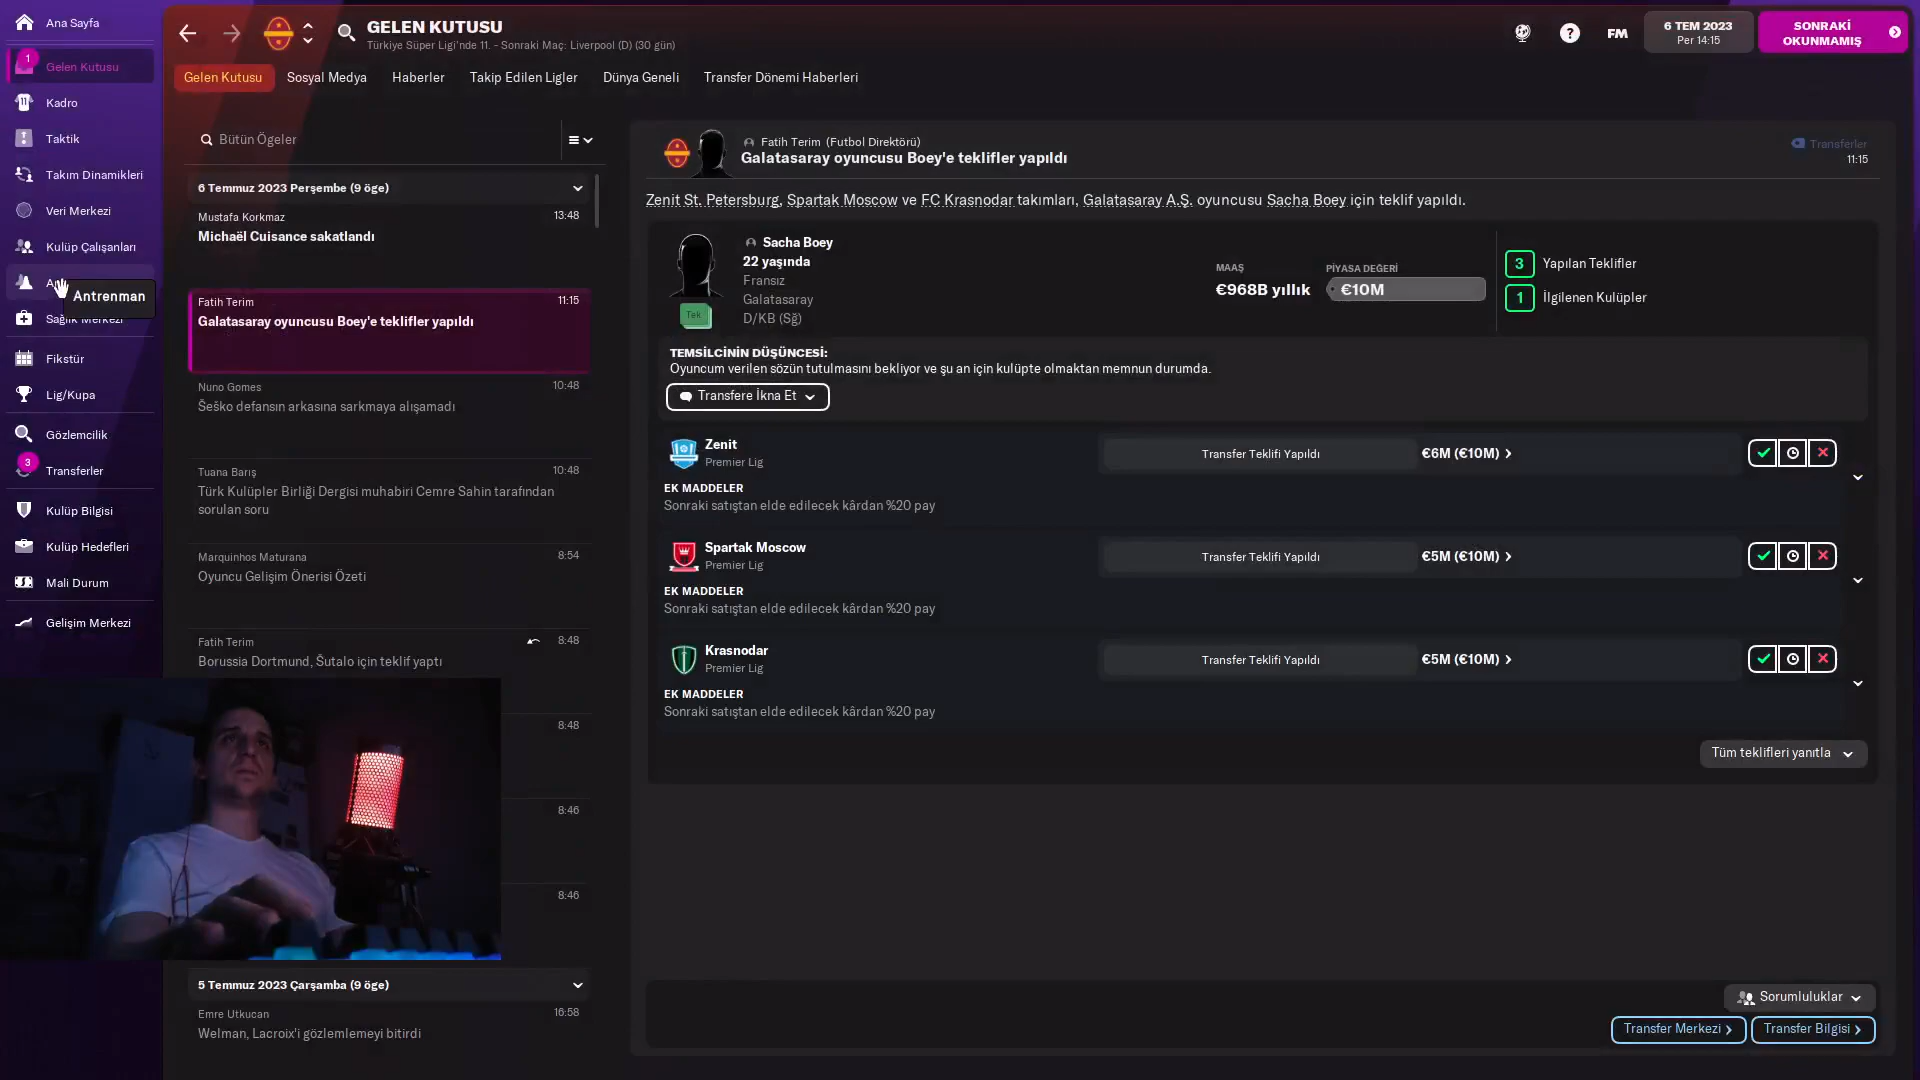 Ana Sayfa
1
Gelen Kutusu
Kadro
Taktik
Takım Dinamikleri
Veri Merkezi
Kulüp Çalışanları
Antrenman
Sağlık Merkezi
Fikstür
Lig/Kupa
Gözlemcilik
3
Transferler
Kulüp Bilgisi
Kulüp Hedefleri
Mali Durum
Gelişim Merkezi
GELEN KUTUSU
Türkiye Süper Ligi'nde 11. - Sonraki Maç: Liverpool (D) (30 gün)
FM
6 TEM 2023
Per 14:15
SONRAKİ
OKUNMAMIŞ
Gelen Kutusu
Sosyal Medya
Haberler
Takip Edilen Ligler
Dünya Geneli
Transfer Dönemi Haberleri
Bütün Ögeler
6 Temmuz 2023 Perşembe (9 öge)
Mustafa Korkmaz 13:48
Michaël Cuisance sakatlandı
Fatih Terim 11:15
Galatasaray oyuncusu Boey'e teklifler yapıldı
Nuno Gomes 10:48
Šeško defansın arkasına sarkmaya alışamadı
Tuana Barış 10:48
Türk Kulüpler Birliği Dergisi muhabiri Cemre Sahin tarafından
sorulan soru
Marquinhos Maturana 8:54
Oyuncu Gelişim Önerisi Özeti
Fatih Terim 8:48
Borussia Dortmund, Šutalo için teklif yaptı
8:48
8:46
8:46
5 Temmuz 2023 Çarşamba (9 öge)
Emre Utkucan 16:58
Welman, Lacroix'i gözlemlemeyi bitirdi
Fatih Terim (Futbol Direktörü)
Galatasaray oyuncusu Boey'e teklifler yapıldı
Transferler
11:15
Zenit St. Petersburg, Spartak Moscow ve FC Krasnodar takımları, Galatasaray A.Ş. oyuncusu Sacha Boey için teklif yapıldı.
Sacha Boey
22 yaşında
Fransız
Galatasaray
D/KB (Sğ)
Tek
MAAŞ
€968B yıllık
PİYASA DEĞERİ
€10M
3 Yapılan Teklifler
1 İlgilenen Kulüpler
TEMSİLCİNİN DÜŞÜNCESİ:
Oyuncum verilen sözün tutulmasını bekliyor ve şu an için kulüpte olmaktan memnun durumda.
Transfere İkna Et
Zenit
Premier Lig
Transfer Teklifi Yapıldı €6M (€10M)
EK MADDELER
Sonraki satıştan elde edilecek kârdan %20 pay
Spartak Moscow
Premier Lig
Transfer Teklifi Yapıldı €5M (€10M)
EK MADDELER
Sonraki satıştan elde edilecek kârdan %20 pay
Krasnodar
Premier Lig
Transfer Teklifi Yapıldı €5M (€10M)
EK MADDELER
Sonraki satıştan elde edilecek kârdan %20 pay
Tüm teklifleri yanıtla
Sorumluluklar
Transfer Merkezi
Transfer Bilgisi